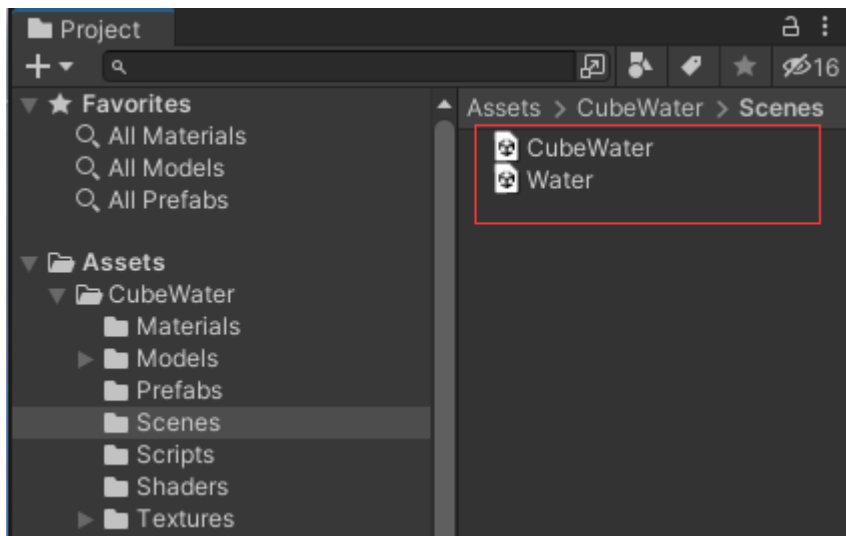 Project
16
Favorites
All Materials
All Models
All Prefabs
Assets
CubeWater
Materials
Models
Prefabs
Scenes
Scripts
Shaders
Textures
Assets > CubeWater > Scenes
CubeWater
Water